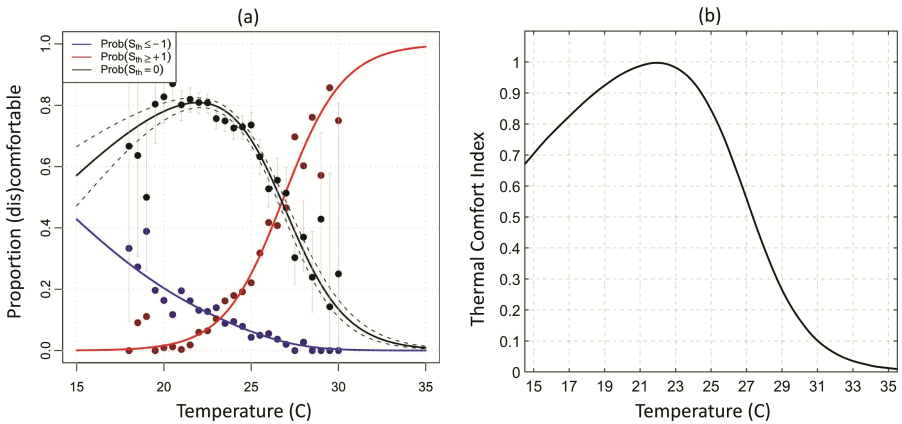 (a)
Prob(Sth ≤ −1)
Prob(Sth ≥ +1)
Prob(Sth = 0)
Proportion (dis)comfortable
1.0
0.8
0.6
0.4
0.2
0.0
15 20 25 30 35
Temperature (C)
(b)
Thermal Comfort Index
1
0.9
0.8
0.7
0.6
0.5
0.4
0.3
0.2
0.1
0
15 17 19 21 23 25 27 29 31 33 35
Temperature (C)